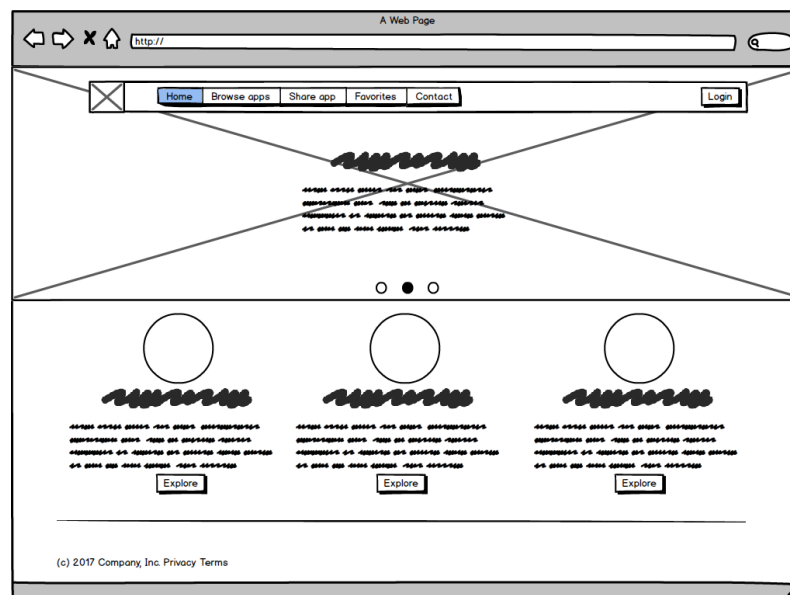 A Web Page
http://
Home Browse apps Share app Favorites Contact Login
Explore Explore Explore
(c) 2017 Company, Inc. Privacy Terms